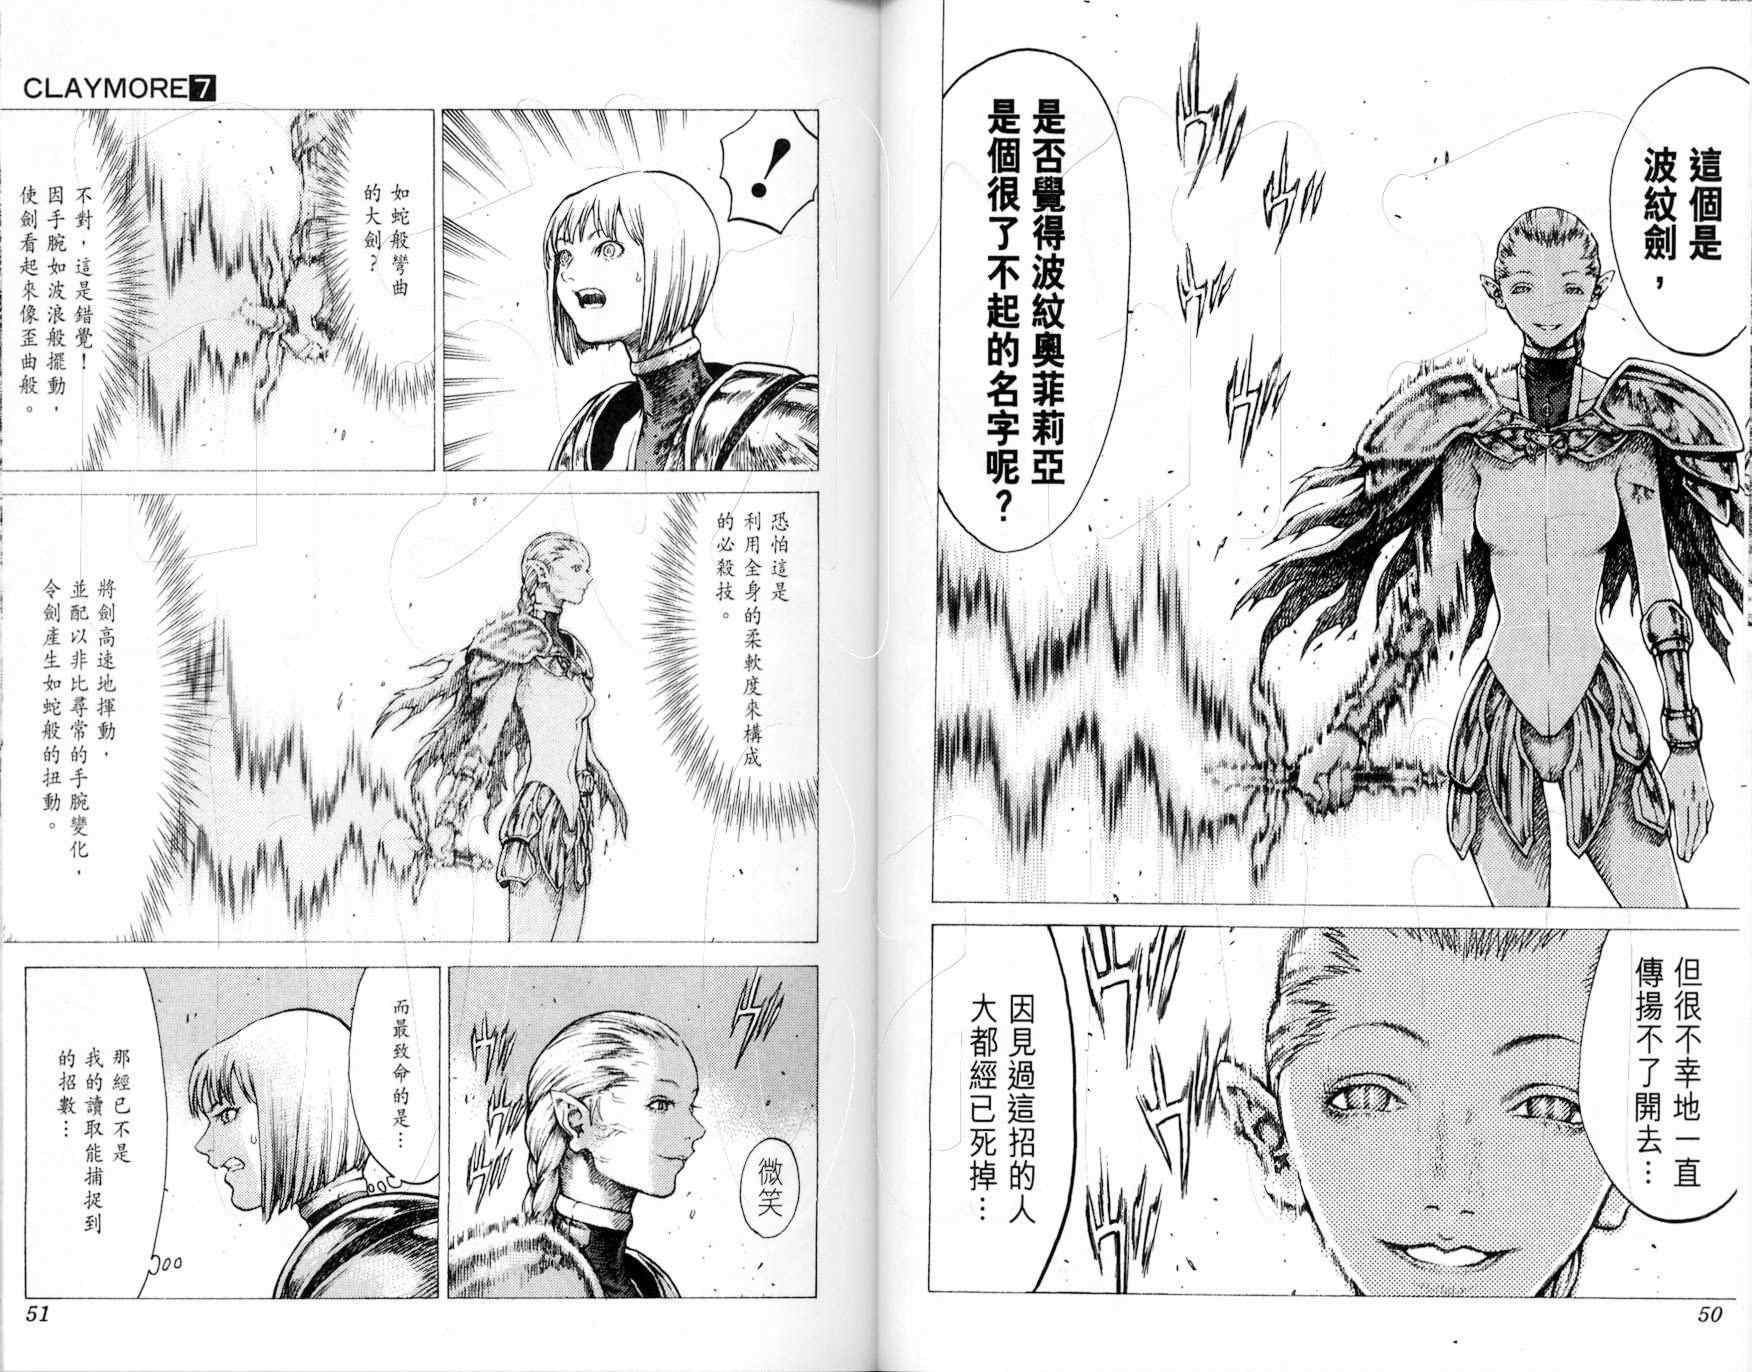 這個是
波紋劍，
是否覺得波紋奧菲莉亞
是個很了不起的名字呢？
但很不幸地一直
傳揚不了開去…
因見過這招的人
大都經已死掉…
50
CLAYMORE 7
！
如蛇般彎曲
的大劍？
不對，這是錯覺！
因手腕如波浪般擺動，
使劍看起來像歪曲般。
恐怕這是
利用全身的柔軟度來構成
的必殺技。
將劍高速地揮動，
並配以非比尋常的手腕變化，
令劍產生如蛇般的扭動。
微笑
而最致命的是…
那經已不是
我的讀取能捕捉到
的招數…
51